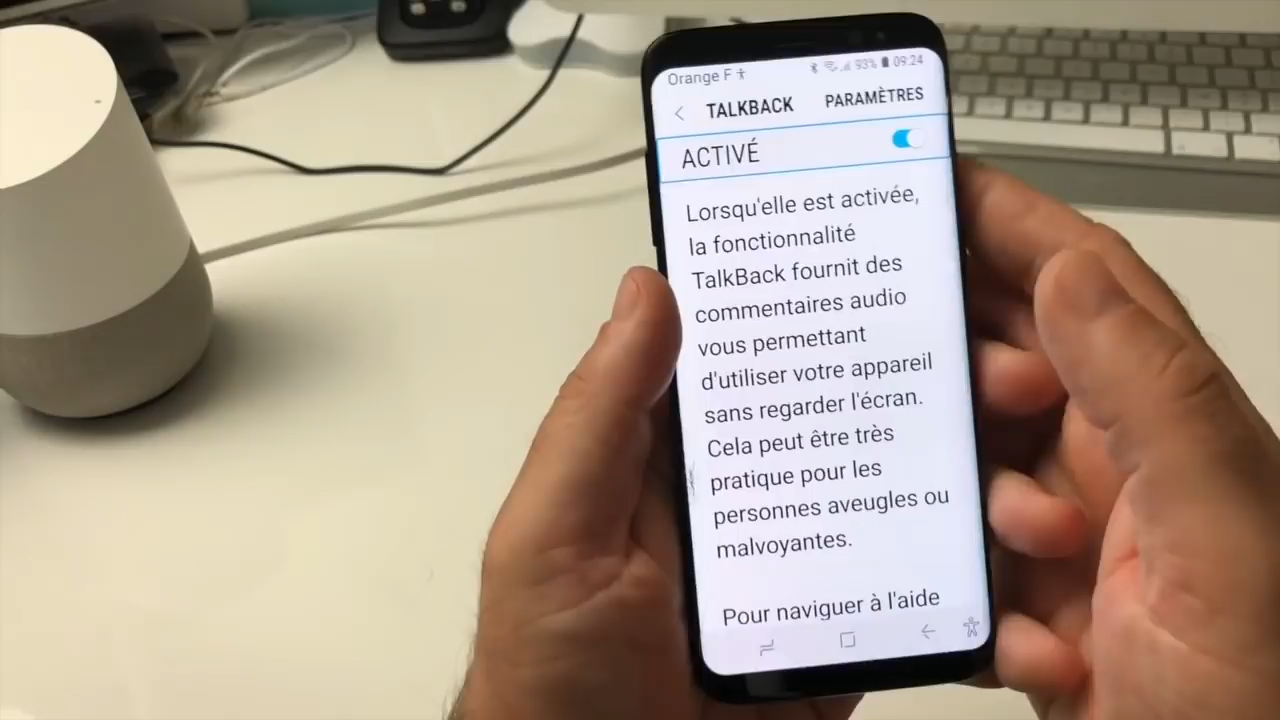 Orange F 93% 09:24
TALKBACK PARAMÈTRES
ACTIVÉ
Lorsqu'elle est activée,
la fonctionnalité
TalkBack fournit des
commentaires audio
vous permettant
d'utiliser votre appareil
sans regarder l'écran.
Cela peut être très
pratique pour les
personnes aveugles ou
malvoyantes.
Pour naviguer à l'aide